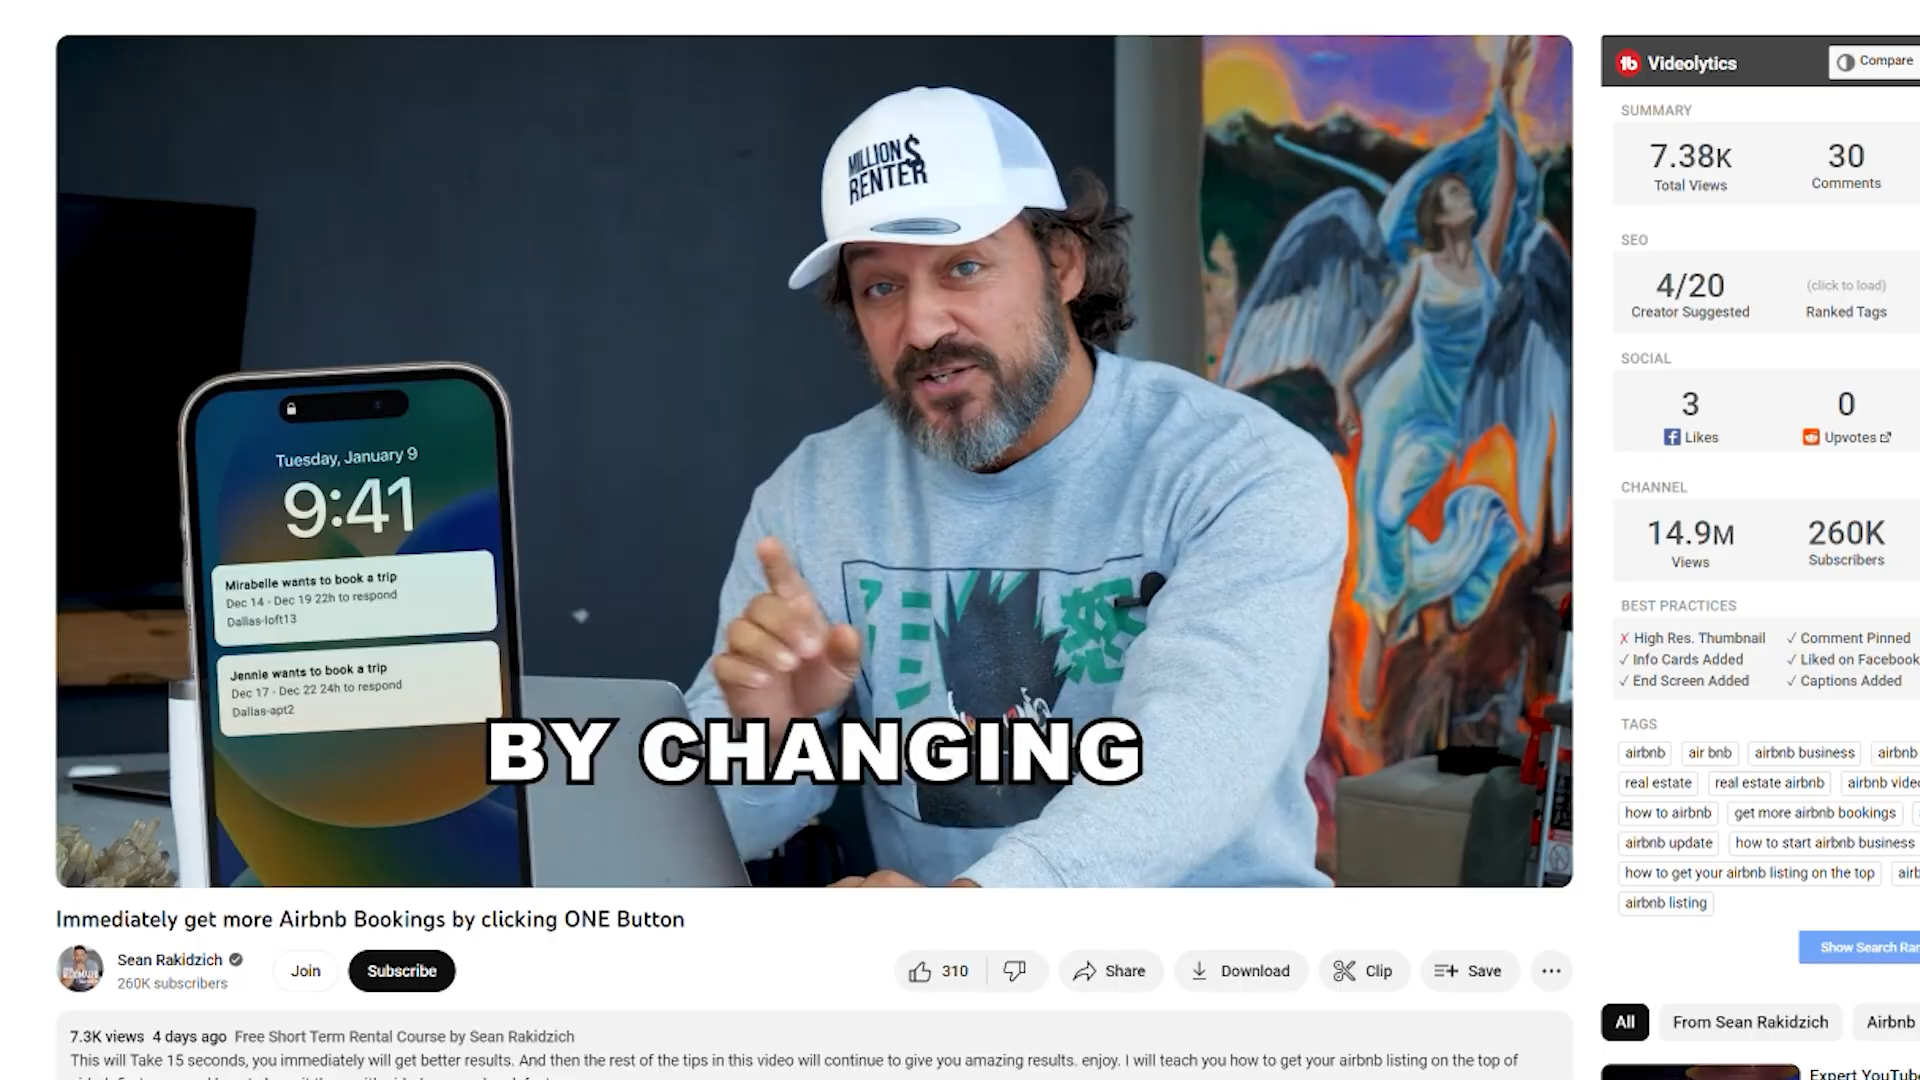 MILLION$
RENTER
Tuesday, January 9
9:41
Mirabelle wants to book a trip
Dec 14 - Dec 19 22h to respond
Dallas-loft13
Jennie wants to book a trip
Dec 17 - Dec 22 24h to respond
Dallas-apt2
BY CHANGING
Immediately get more Airbnb Bookings by clicking ONE Button
Sean Rakidzich
260K subscribers
Join
Subscribe
310
Share
Download
Clip
Save
7.3K views 4 days ago Free Short Term Rental Course by Sean Rakidzich
This will Take 15 seconds, you immediately will get better results. And then the rest of the tips in this video will continue to give you amazing results. enjoy. I will teach you how to get your airbnb listing on the top of
tb Videolytics
Compare
SUMMARY
7.38K 30
Total Views Comments
SEO
4/20 (click to load)
Creator Suggested Ranked Tags
SOCIAL
3 0
Likes Upvotes
CHANNEL
14.9M 260K
Views Subscribers
BEST PRACTICES
✗ High Res. Thumbnail ✓ Comment Pinned
✓ Info Cards Added ✓ Liked on Facebook
✓ End Screen Added ✓ Captions Added
TAGS
airbnb air bnb airbnb business airbnb
real estate real estate airbnb airbnb vide
how to airbnb get more airbnb bookings
airbnb update how to start airbnb business
how to get your airbnb listing on the top airb
airbnb listing
Show Search Ran
All From Sean Rakidzich Airbnb
Expert YouTube